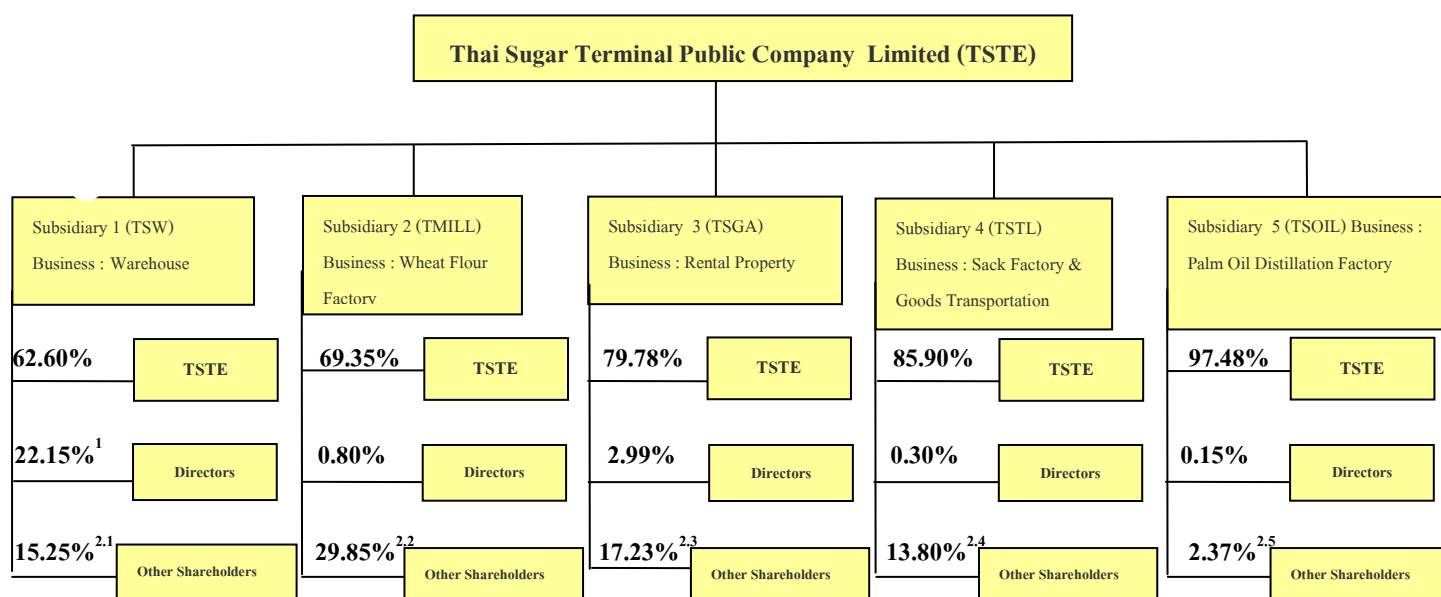 Thai Sugar Terminal Public Company Limited (TSTE)
Subsidiary 1 (TSW)
Business : Warehouse
62.60%
TSTE
22.15%1
Directors
15.25%2.1
Other Shareholders
Subsidiary 2 (TMILL)
Business : Wheat Flour
Factory
69.35%
TSTE
0.80%
Directors
29.85%2.2
Other Shareholders
Subsidiary 3 (TSGA)
Business : Rental Property
79.78%
TSTE
2.99%
Directors
17.23%2.3
Other Shareholders
Subsidiary 4 (TSTL)
Business : Sack Factory &
Goods Transportation
85.90%
TSTE
0.30%
Directors
13.80%2.4
Other Shareholders
Subsidiary 5 (TSOIL) Business :
Palm Oil Distillation Factory
97.48%
TSTE
0.15%
Directors
2.37%2.5
Other Shareholders